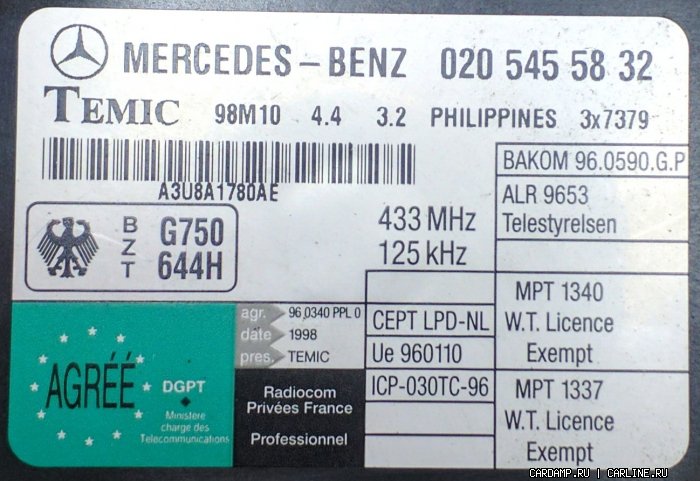 MERCEDES-BENZ 020 545 58 32
TEMIC 98M10 4.4 3.2 PHILIPPINES 3x7379
A3U8A1780AE
BAKOM 96.0590.G.P
ALR 9653
Telestyrelsen
BZT
G750
644H
433 MHz
125 kHz
MPT 1340
W.T. Licence
Exempt
agr. 96 0340 PPL 0
date 1998
pres. TEMIC
CEPT LPD-NL
Ue 960110
ICP-030TC-96
MPT 1337
W.T. Licence
Exempt
AGRÉÉ
DGPT
Ministère
charge des
Télécommunications
Radiocom
Privées France
Professionnel
CARDAMP.RU | CARLINE.RU